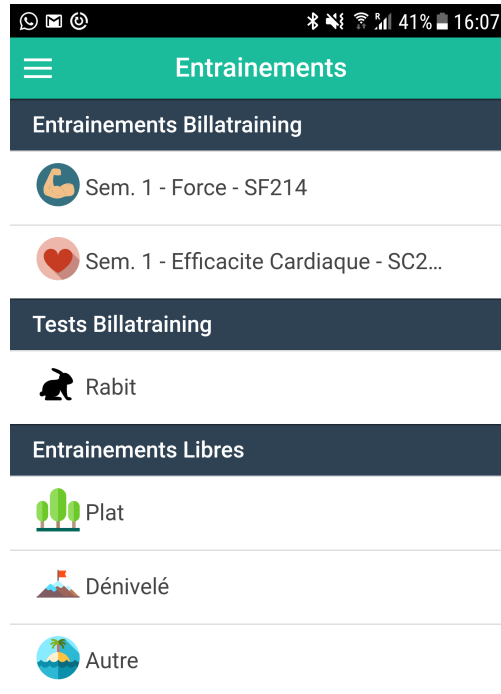 41% 16:07
Entrainements
Entrainements Billatraining
Sem. 1 - Force - SF214
Sem. 1 - Efficacite Cardiaque - SC2...
Tests Billatraining
Rabit
Entrainements Libres
Plat
Dénivelé
Autre